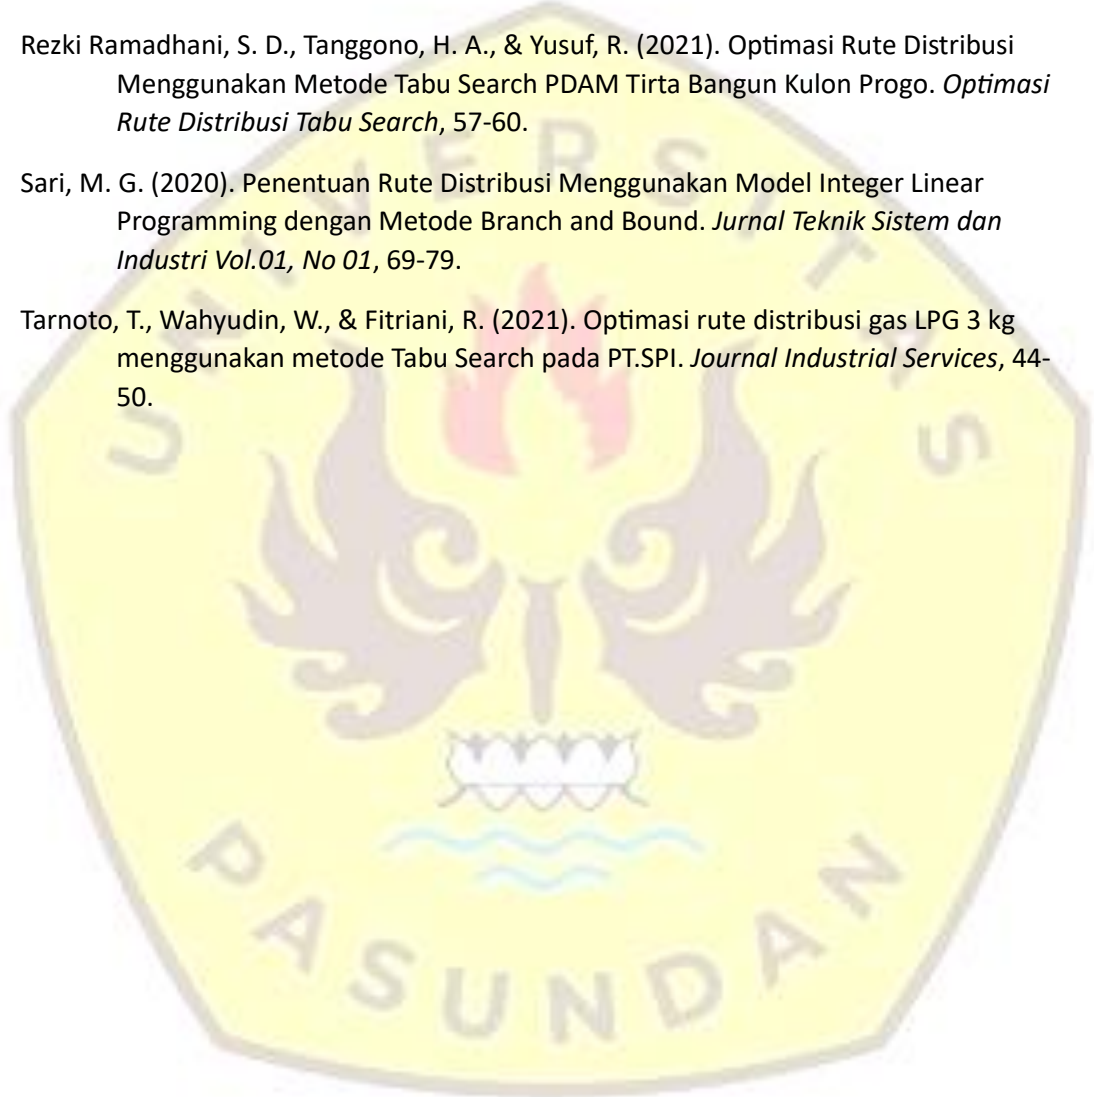 Rezki Ramadhani, S. D., Tanggono, H. A., & Yusuf, R. (2021). Optimasi Rute Distribusi
Menggunakan Metode Tabu Search PDAM Tirta Bangun Kulon Progo. Optimasi
Rute Distribusi Tabu Search, 57-60.
Sari, M. G. (2020). Penentuan Rute Distribusi Menggunakan Model Integer Linear
Programming dengan Metode Branch and Bound. Jurnal Teknik Sistem dan
Industri Vol.01, No 01, 69-79.
Tarnoto, T., Wahyudin, W., & Fitriani, R. (2021). Optimasi rute distribusi gas LPG 3 kg
menggunakan metode Tabu Search pada PT.SPI. Journal Industrial Services, 44-
50.
UNIVERSITAS
PASUNDAN